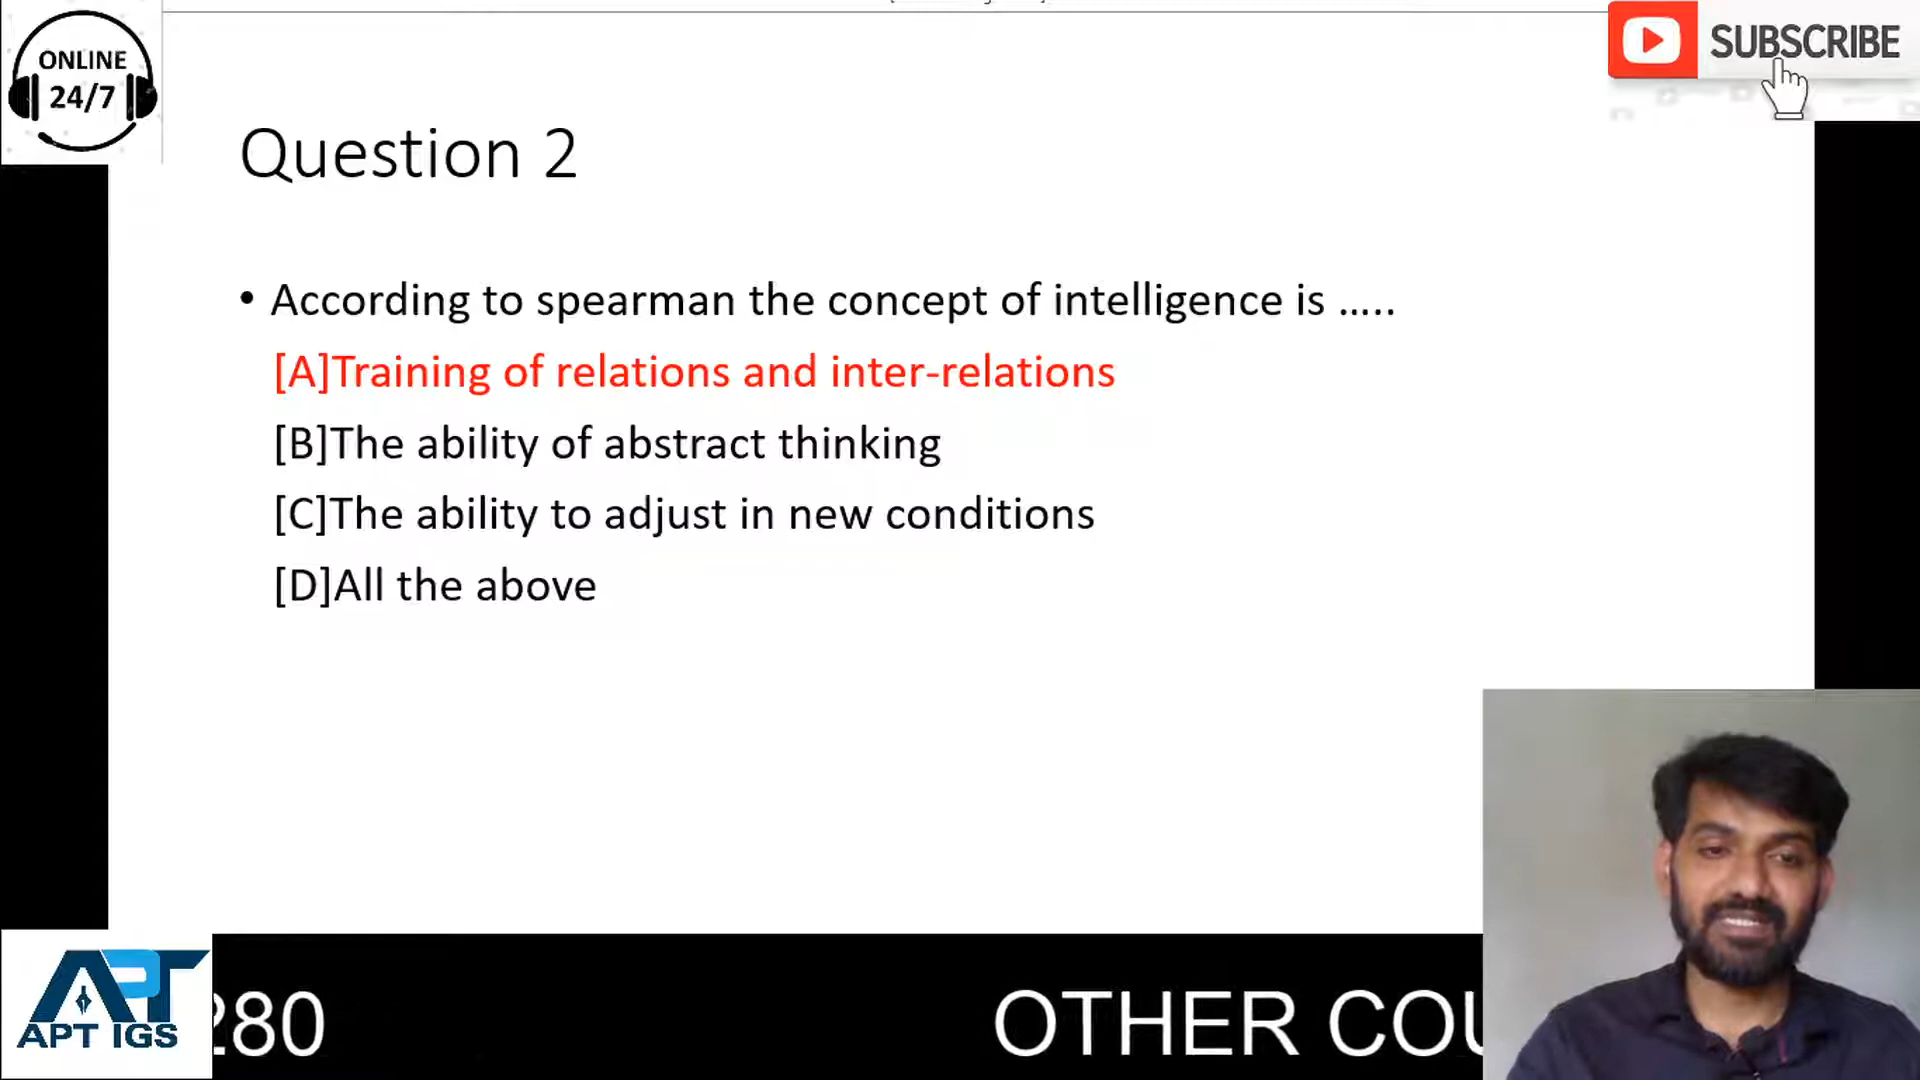 ONLINE
24/7
SUBSCRIBE
Question 2
• According to spearman the concept of intelligence is …..
[A]Training of relations and inter-relations
[B]The ability of abstract thinking
[C]The ability to adjust in new conditions
[D]All the above
APT
APT IGS
280
OTHER COU